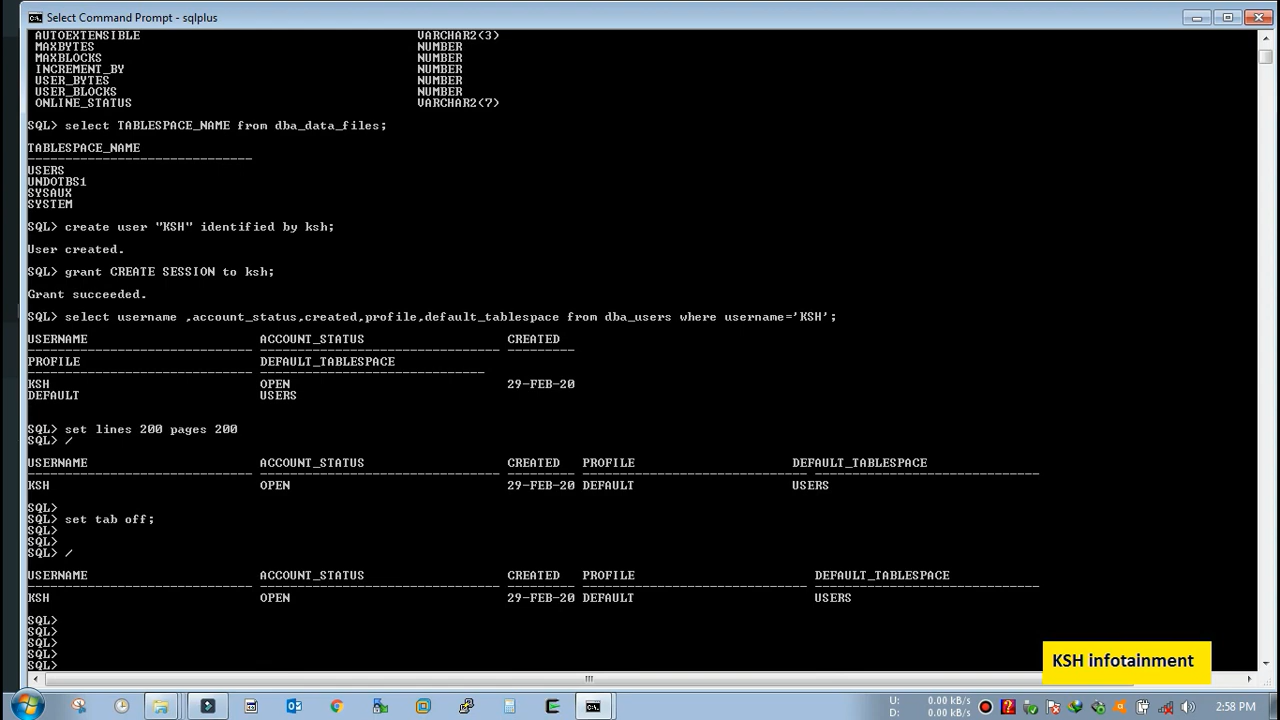 Select Command Prompt - sqlplus
AUTOEXTENSIBLE VARCHAR2(3)
MAXBYTES NUMBER
MAXBLOCKS NUMBER
INCREMENT_BY NUMBER
USER_BYTES NUMBER
USER_BLOCKS NUMBER
ONLINE_STATUS VARCHAR2(7)
SQL> select TABLESPACE_NAME from dba_data_files;
TABLESPACE_NAME
------------------------------
USERS
UNDOTBS1
SYSAUX
SYSTEM
SQL> create user "KSH" identified by ksh;
User created.
SQL> grant CREATE SESSION to ksh;
Grant succeeded.
SQL> select username ,account_status,created,profile,default_tablespace from dba_users where username='KSH';
USERNAME ACCOUNT_STATUS CREATED
------------------------------ -------------------------------- ---------
PROFILE DEFAULT_TABLESPACE
------------------------------ ------------------------------
KSH OPEN 29-FEB-20
DEFAULT USERS
SQL> set lines 200 pages 200
SQL> /
USERNAME ACCOUNT_STATUS CREATED PROFILE DEFAULT_TABLESPACE
------------------------------ -------------------------------- --------- ------------------------------ ------------------------------
KSH OPEN 29-FEB-20 DEFAULT USERS
SQL>
SQL> set tab off;
SQL>
SQL>
SQL> /
USERNAME ACCOUNT_STATUS CREATED PROFILE DEFAULT_TABLESPACE
------------------------------ -------------------------------- --------- ------------------------------ ------------------------------
KSH OPEN 29-FEB-20 DEFAULT USERS
SQL>
SQL>
SQL>
SQL>
SQL>
KSH infotainment
U: 0.00 kB/s
D: 0.00 kB/s
2:58 PM